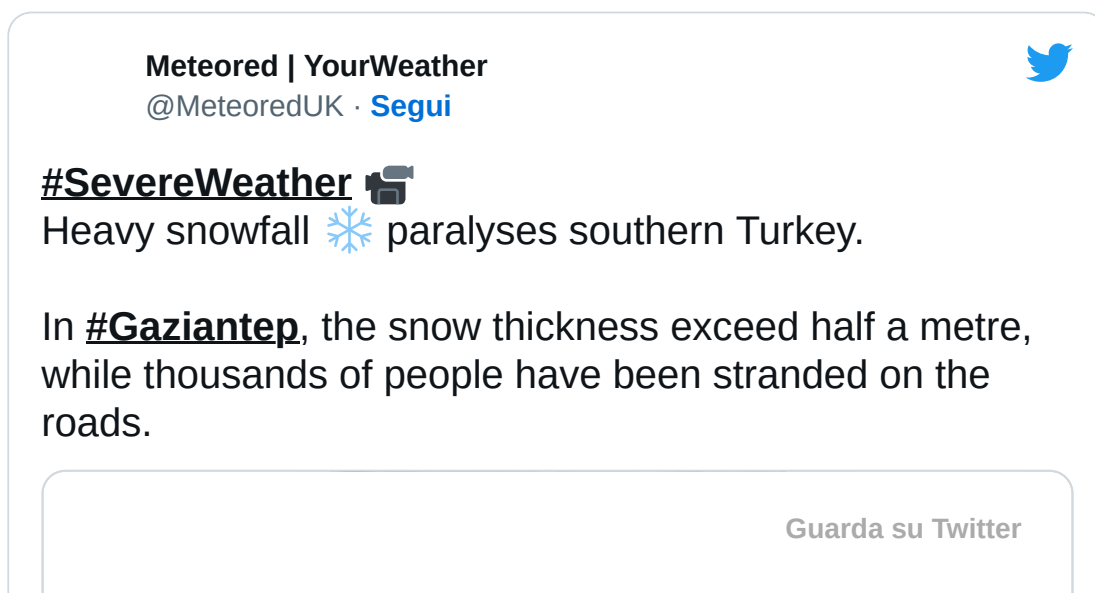 Meteored | YourWeather
@MeteoredUK · Segui
#SevereWeather 📹
Heavy snowfall ❄️ paralyses southern Turkey.
In #Gaziantep, the snow thickness exceed half a metre,
while thousands of people have been stranded on the
roads.
Guarda su Twitter